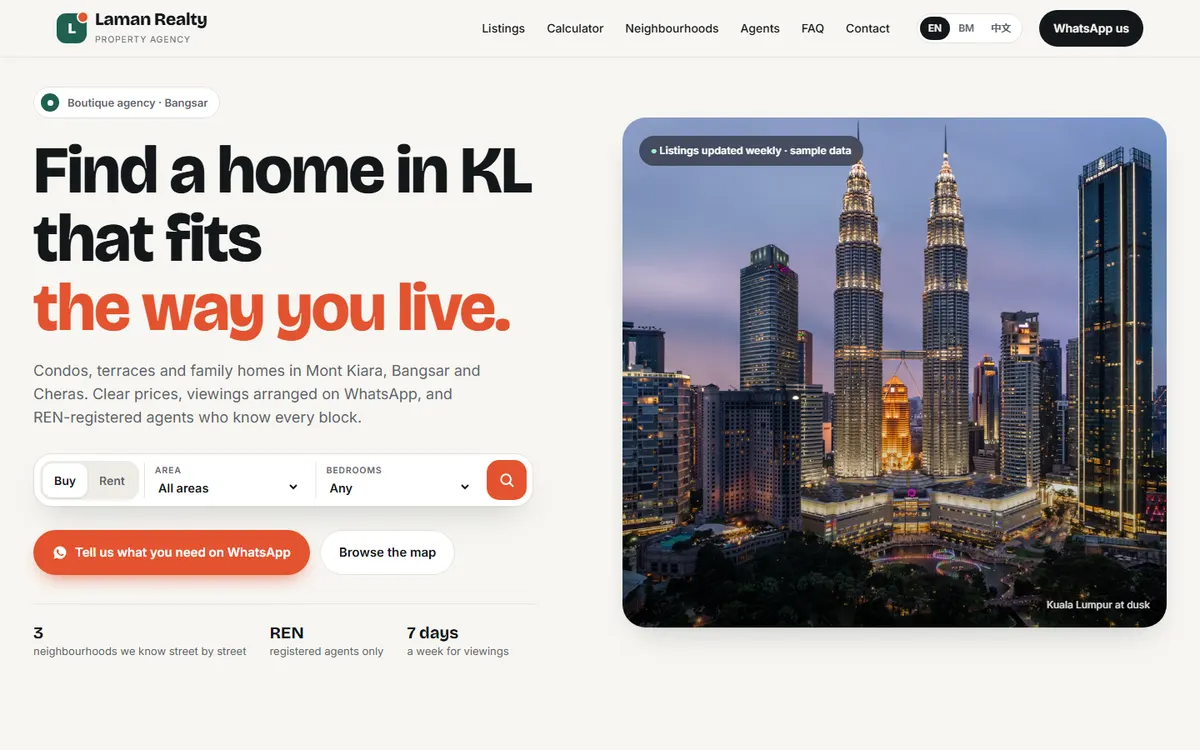 L
Laman Realty
PROPERTY AGENCY
Listings
Calculator
Neighbourhoods
Agents
FAQ
Contact
EN
BM
中文
WhatsApp us
Boutique agency · Bangsar
Find a home in KL
that fits
the way you live.
Condos, terraces and family homes in Mont Kiara, Bangsar and
Cheras. Clear prices, viewings arranged on WhatsApp, and
REN-registered agents who know every block.
Buy
Rent
AREA
All areas
BEDROOMS
Any
Tell us what you need on WhatsApp
Browse the map
3
neighbourhoods we know street by street
REN
registered agents only
7 days
a week for viewings
Listings updated weekly · sample data
Kuala Lumpur at dusk